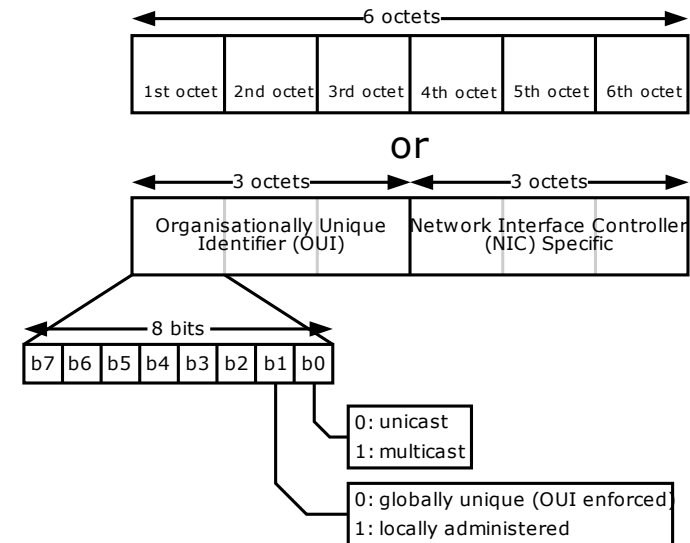 6 octets
1st octet 2nd octet 3rd octet 4th octet 5th octet 6th octet
or
3 octets 3 octets
Organisationally Unique Network Interface Controller
Identifier (OUI) (NIC) Specific
8 bits
b7 b6 b5 b4 b3 b2 b1 b0
0: unicast
1: multicast
0: globally unique (OUI enforced)
1: locally administered